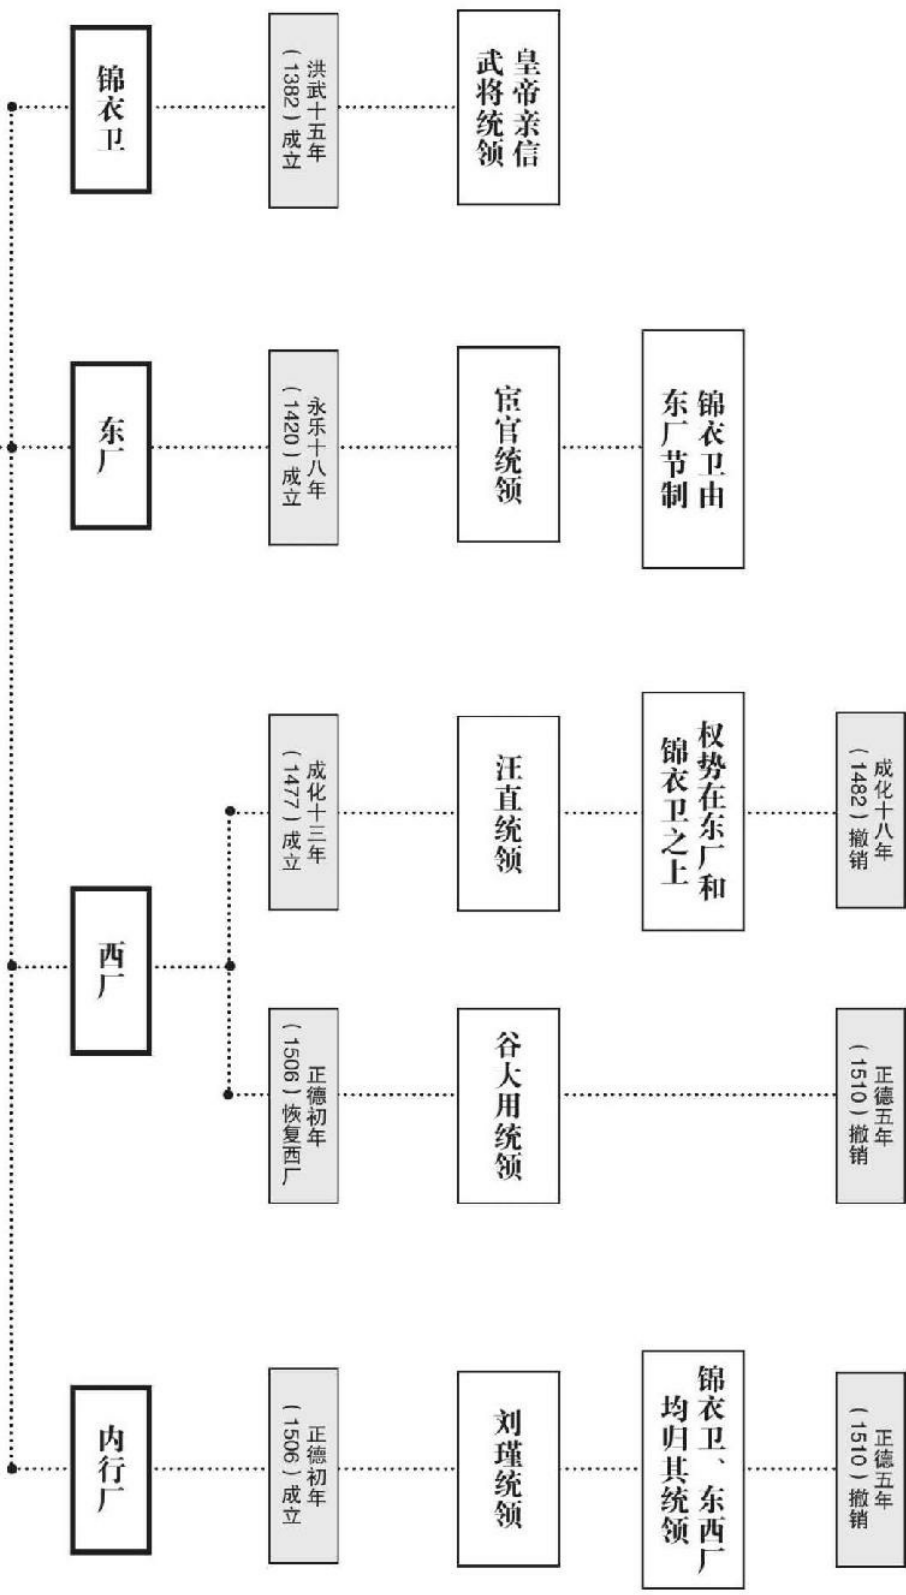 锦衣卫
洪武十五年
（1382）成立
皇帝亲信
武将统领
东厂
永乐十八年
（1420）成立
宦官统领
锦衣卫由
东厂节制
西厂
成化十三年
（1477）成立
汪直统领
权势在东厂和
锦衣卫之上
成化十八年
（1482）撤销
正德初年
（1506）恢复西厂
谷大用统领
正德五年
（1510）撤销
内行厂
正德初年
（1506）成立
刘瑾统领
锦衣卫、东西厂
均归其统领
正德五年
（1510）撤销